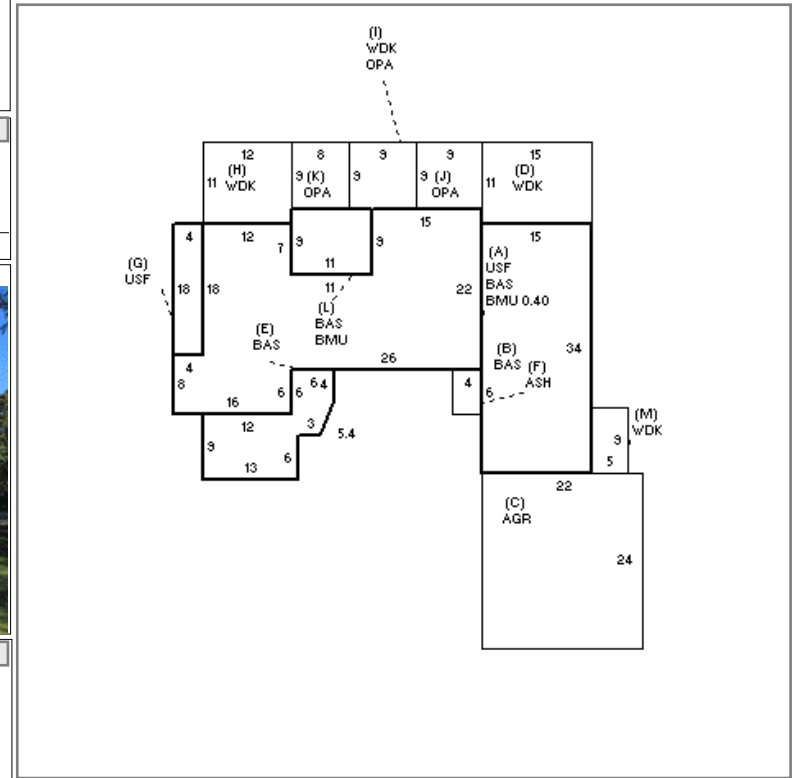 (I)
WDK
OPA
12
8
9
9
15
11
(H)
WDK
9
(K)
OPA
9
9
(J)
OPA
11
(D)
WDK
4
12
7
9
11
9
15
15
(G)
USF
18
18
11
22
(A)
USF
BAS
BMU 0.40
(L)
BAS
BMU
(E)
BAS
26
34
(B)
BAS
(F)
ASH
4
8
16
6
6
6
4
4
6
12
3
5.4
9
13
6
(M)
WDK
9
5
22
(C)
AGR
24